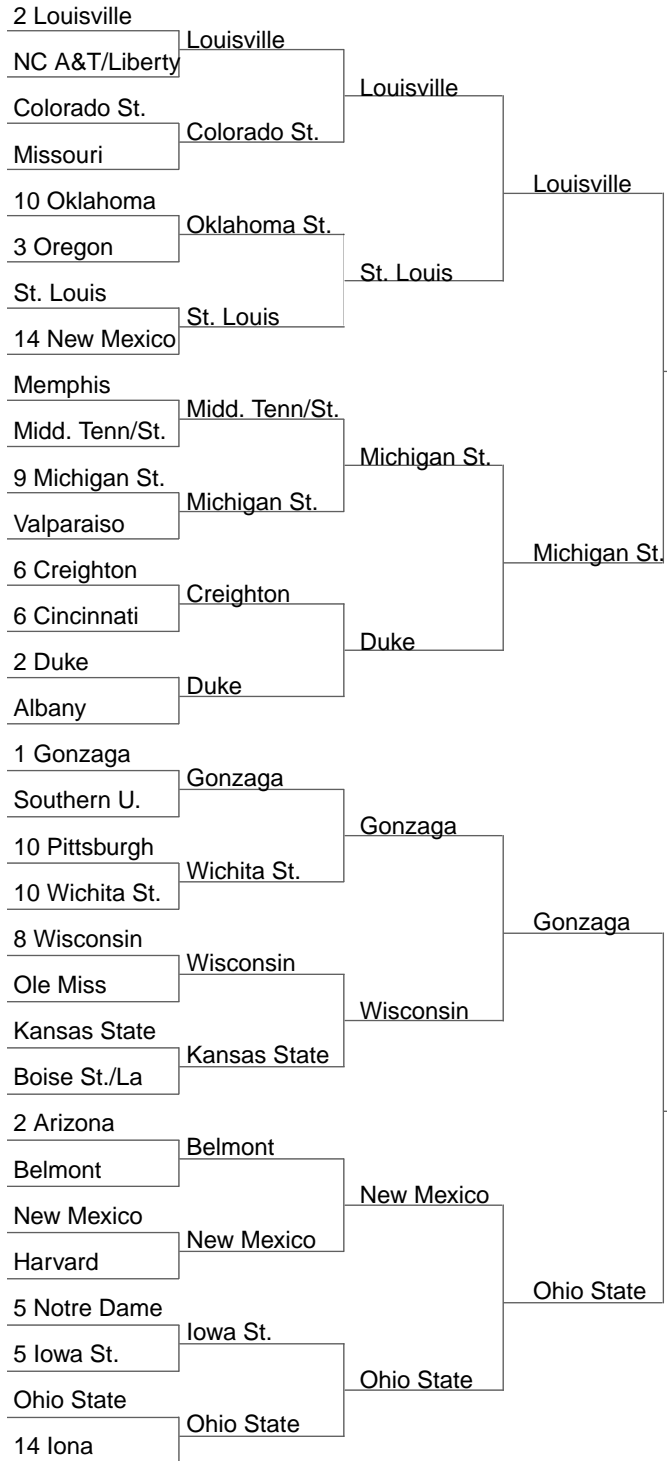 2 Louisville
NC A&T/Liberty
Colorado St.
Missouri
10 Oklahoma
3 Oregon
St. Louis
14 New Mexico
Memphis
Midd. Tenn/St.
9 Michigan St.
Valparaiso
6 Creighton
6 Cincinnati
2 Duke
Albany
1 Gonzaga
Southern U.
10 Pittsburgh
10 Wichita St.
8 Wisconsin
Ole Miss
Kansas State
Boise St./La
2 Arizona
Belmont
New Mexico
Harvard
5 Notre Dame
5 Iowa St.
Ohio State
14 Iona
Louisville
Colorado St.
Oklahoma St.
St. Louis
Midd. Tenn/St.
Michigan St.
Creighton
Duke
Gonzaga
Wichita St.
Wisconsin
Kansas State
Belmont
New Mexico
Iowa St.
Ohio State
Louisville
St. Louis
Michigan St.
Duke
Gonzaga
Wisconsin
New Mexico
Ohio State
Louisville
Michigan St.
Gonzaga
Ohio State